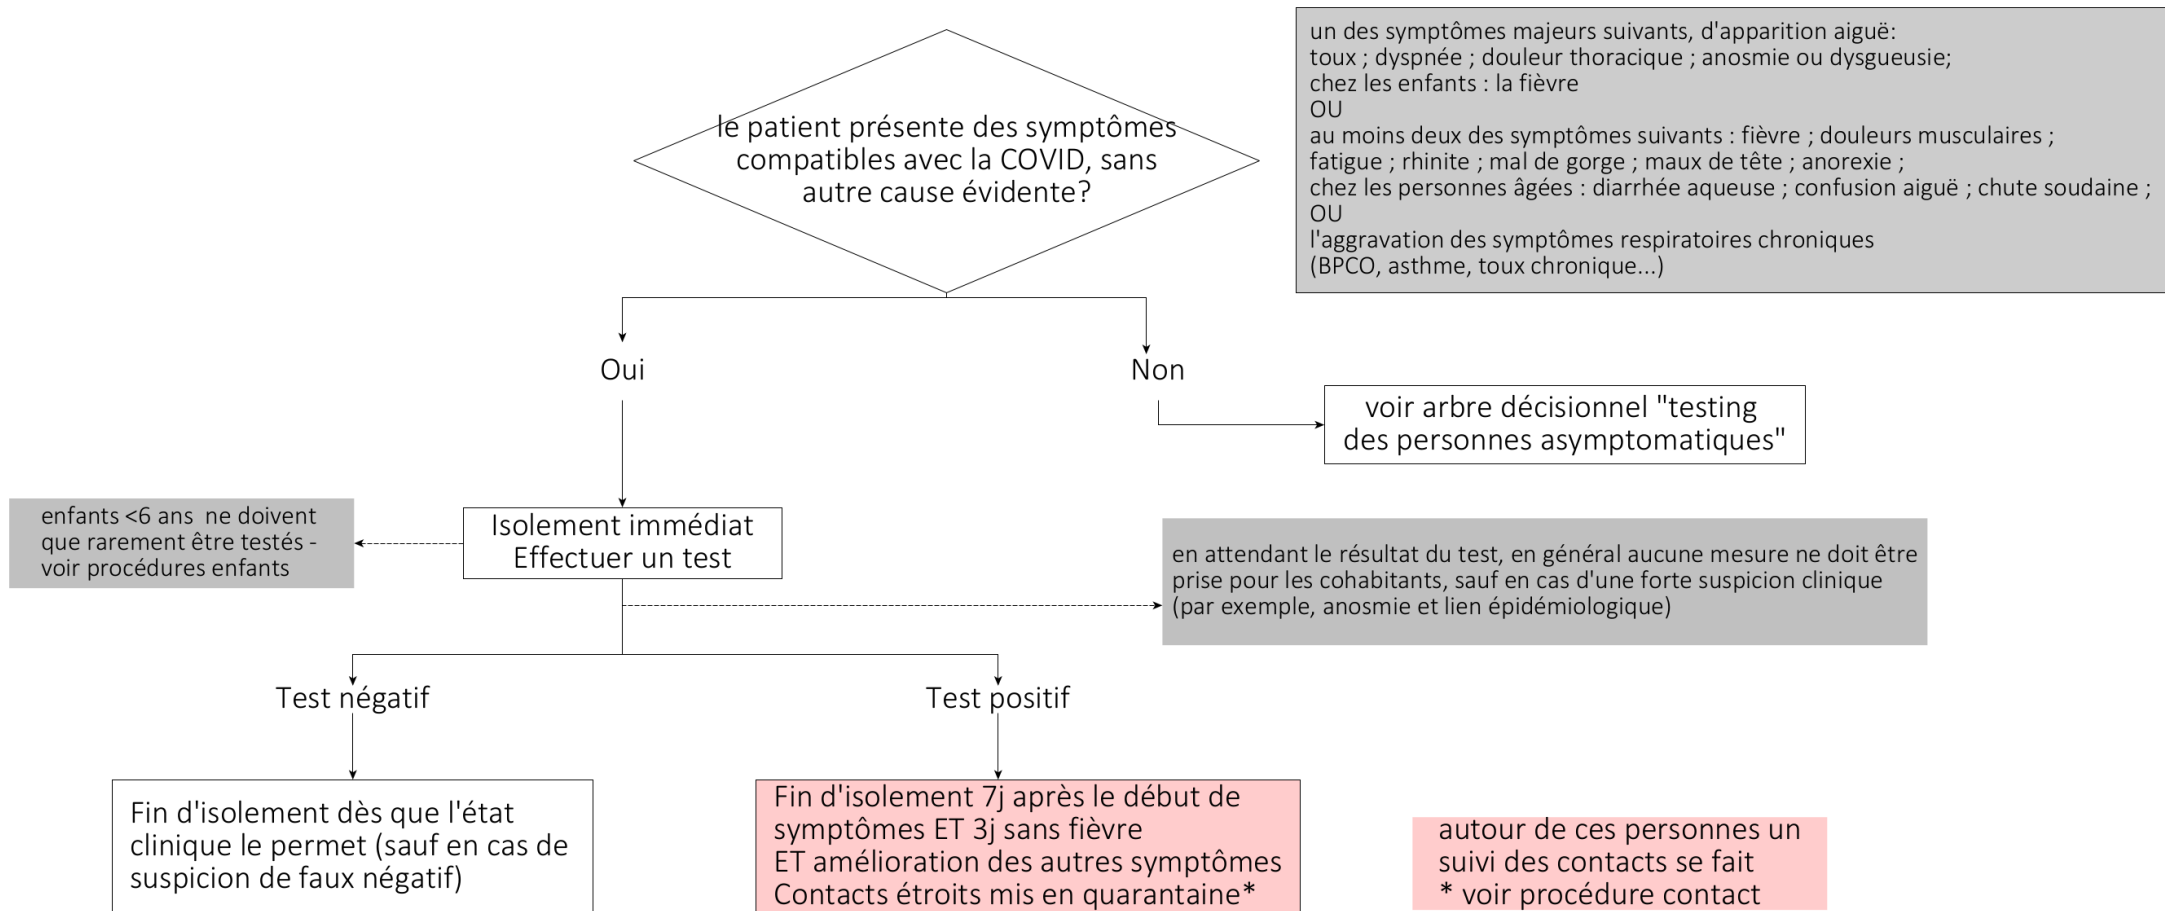 le patient présente des symptômes
compatibles avec la COVID, sans
autre cause évidente?
un des symptômes majeurs suivants, d'apparition aiguë:
toux ; dyspnée ; douleur thoracique ; anosmie ou dysgueusie;
chez les enfants : la fièvre
OU
au moins deux des symptômes suivants : fièvre ; douleurs musculaires ;
fatigue ; rhinite ; mal de gorge ; maux de tête ; anorexie ;
chez les personnes âgées : diarrhée aqueuse ; confusion aiguë ; chute soudaine ;
OU
l'aggravation des symptômes respiratoires chroniques
(BPCO, asthme, toux chronique...)
Oui
Non
voir arbre décisionnel "testing
des personnes asymptomatiques"
enfants <6 ans ne doivent
que rarement être testés -
voir procédures enfants
Isolement immédiat
Effectuer un test
en attendant le résultat du test, en général aucune mesure ne doit être
prise pour les cohabitants, sauf en cas d'une forte suspicion clinique
(par exemple, anosmie et lien épidémiologique)
Test négatif
Test positif
Fin d'isolement dès que l'état
clinique le permet (sauf en cas de
suspicion de faux négatif)
Fin d'isolement 7j après le début de
symptômes ET 3j sans fièvre
ET amélioration des autres symptômes
Contacts étroits mis en quarantaine*
autour de ces personnes un
suivi des contacts se fait
* voir procédure contact